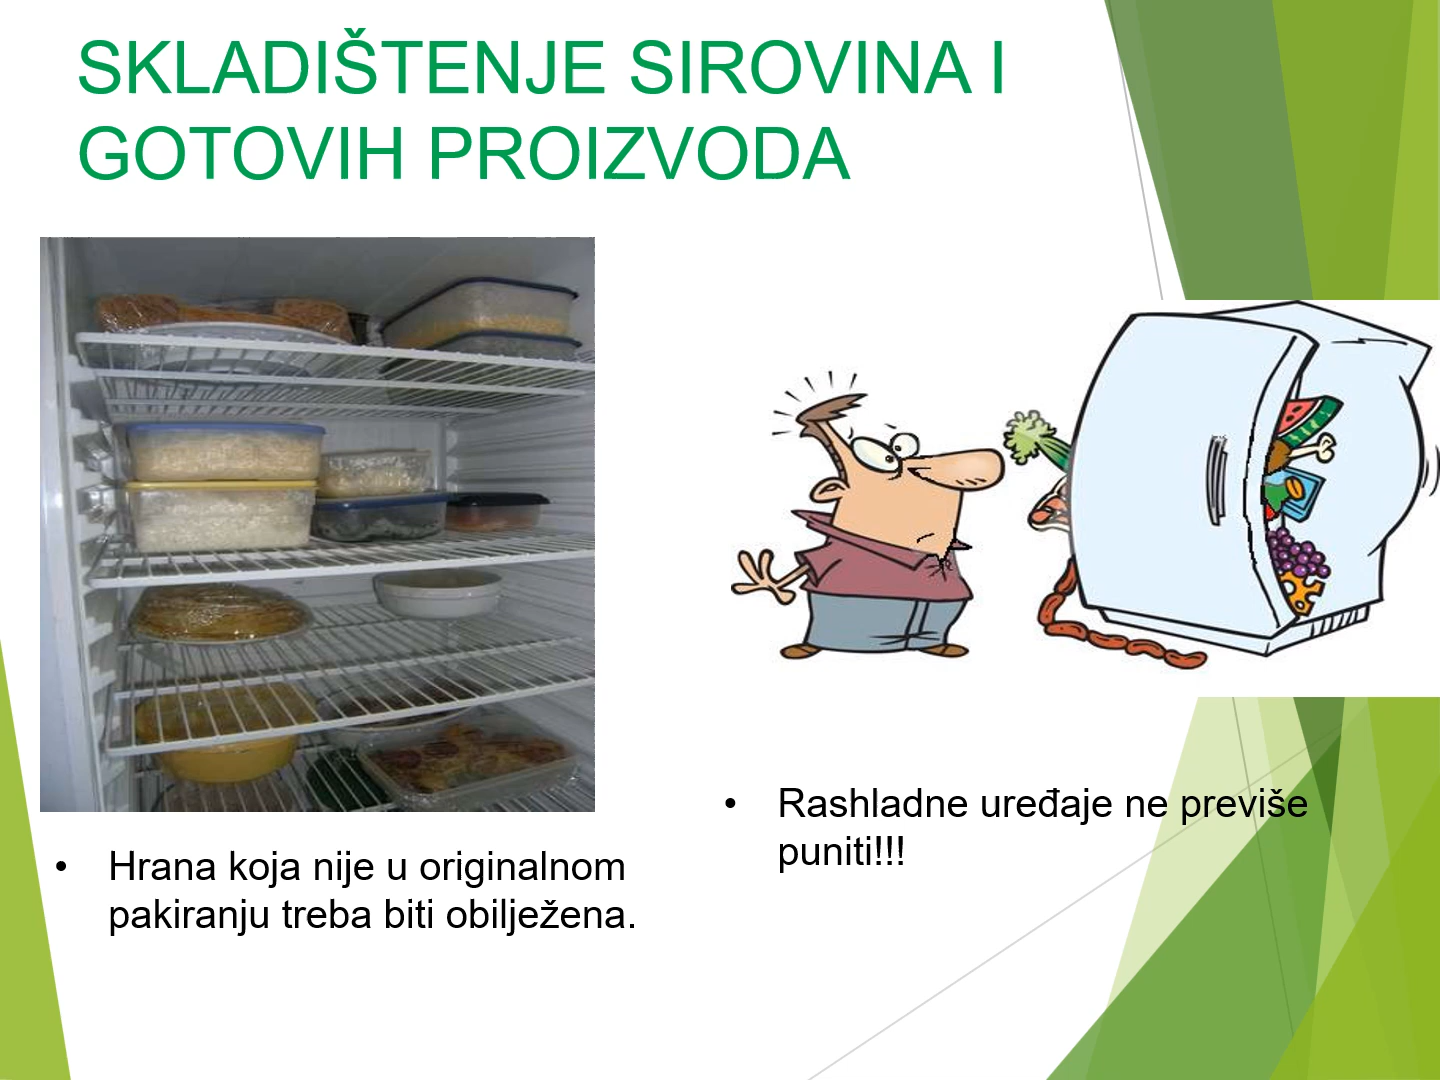 SKLADIŠTENJE SIROVINA I
GOTOVIH PROIZVODA
• Hrana koja nije u originalnom
pakiranju treba biti obilježena.
• Rashladne uređaje ne previše
puniti!!!